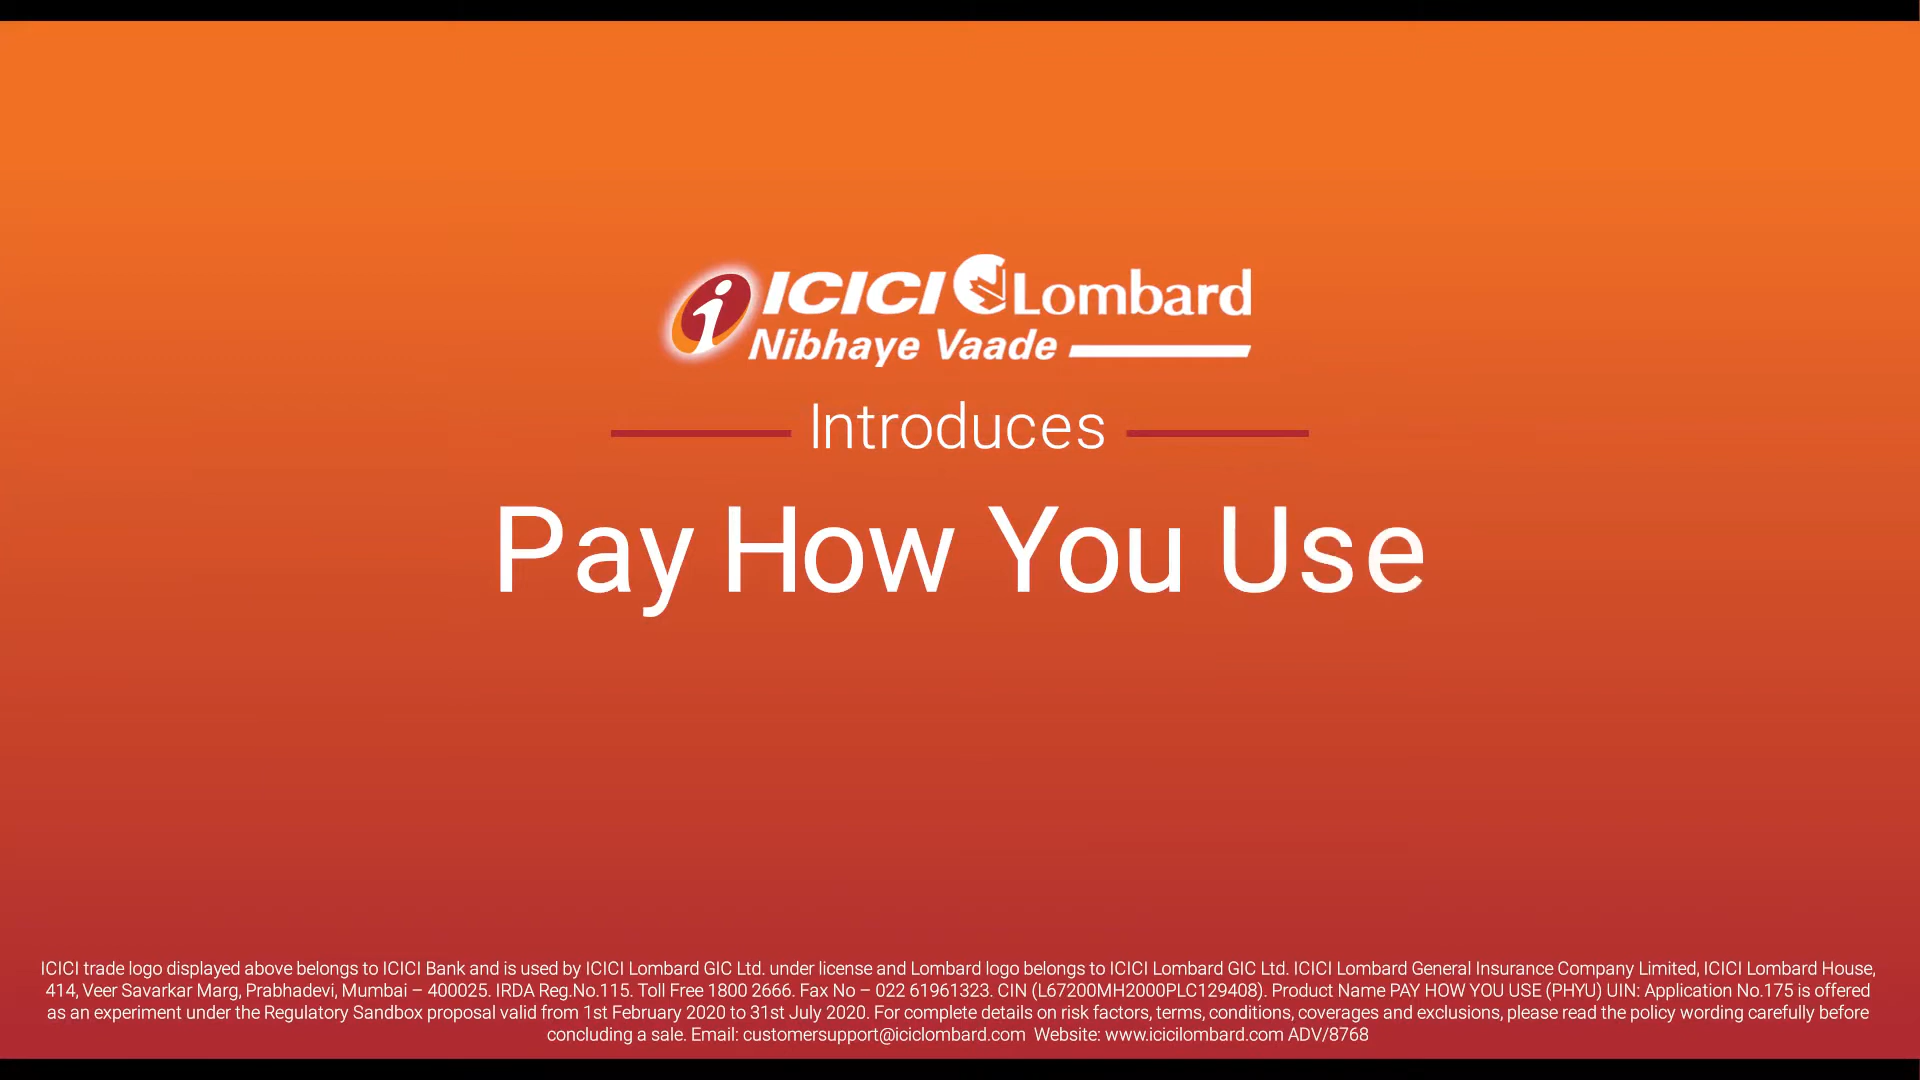 ICICI Lombard
Nibhaye Vaade
Introduces
Pay How You Use
ICICI trade logo displayed above belongs to ICICI Bank and is used by ICICI Lombard GIC Ltd. under license and Lombard logo belongs to ICICI Lombard GIC Ltd. ICICI Lombard General Insurance Company Limited, ICICI Lombard House,
414, Veer Savarkar Marg, Prabhadevi, Mumbai – 400025. IRDA Reg.No.115. Toll Free 1800 2666. Fax No – 022 61961323. CIN (L67200MH2000PLC129408). Product Name PAY HOW YOU USE (PHYU) UIN: Application No.175 is offered
as an experiment under the Regulatory Sandbox proposal valid from 1st February 2020 to 31st July 2020. For complete details on risk factors, terms, conditions, coverages and exclusions, please read the policy wording carefully before
concluding a sale. Email: customersupport@iciclombard.com Website: www.icicilombard.com ADV/8768